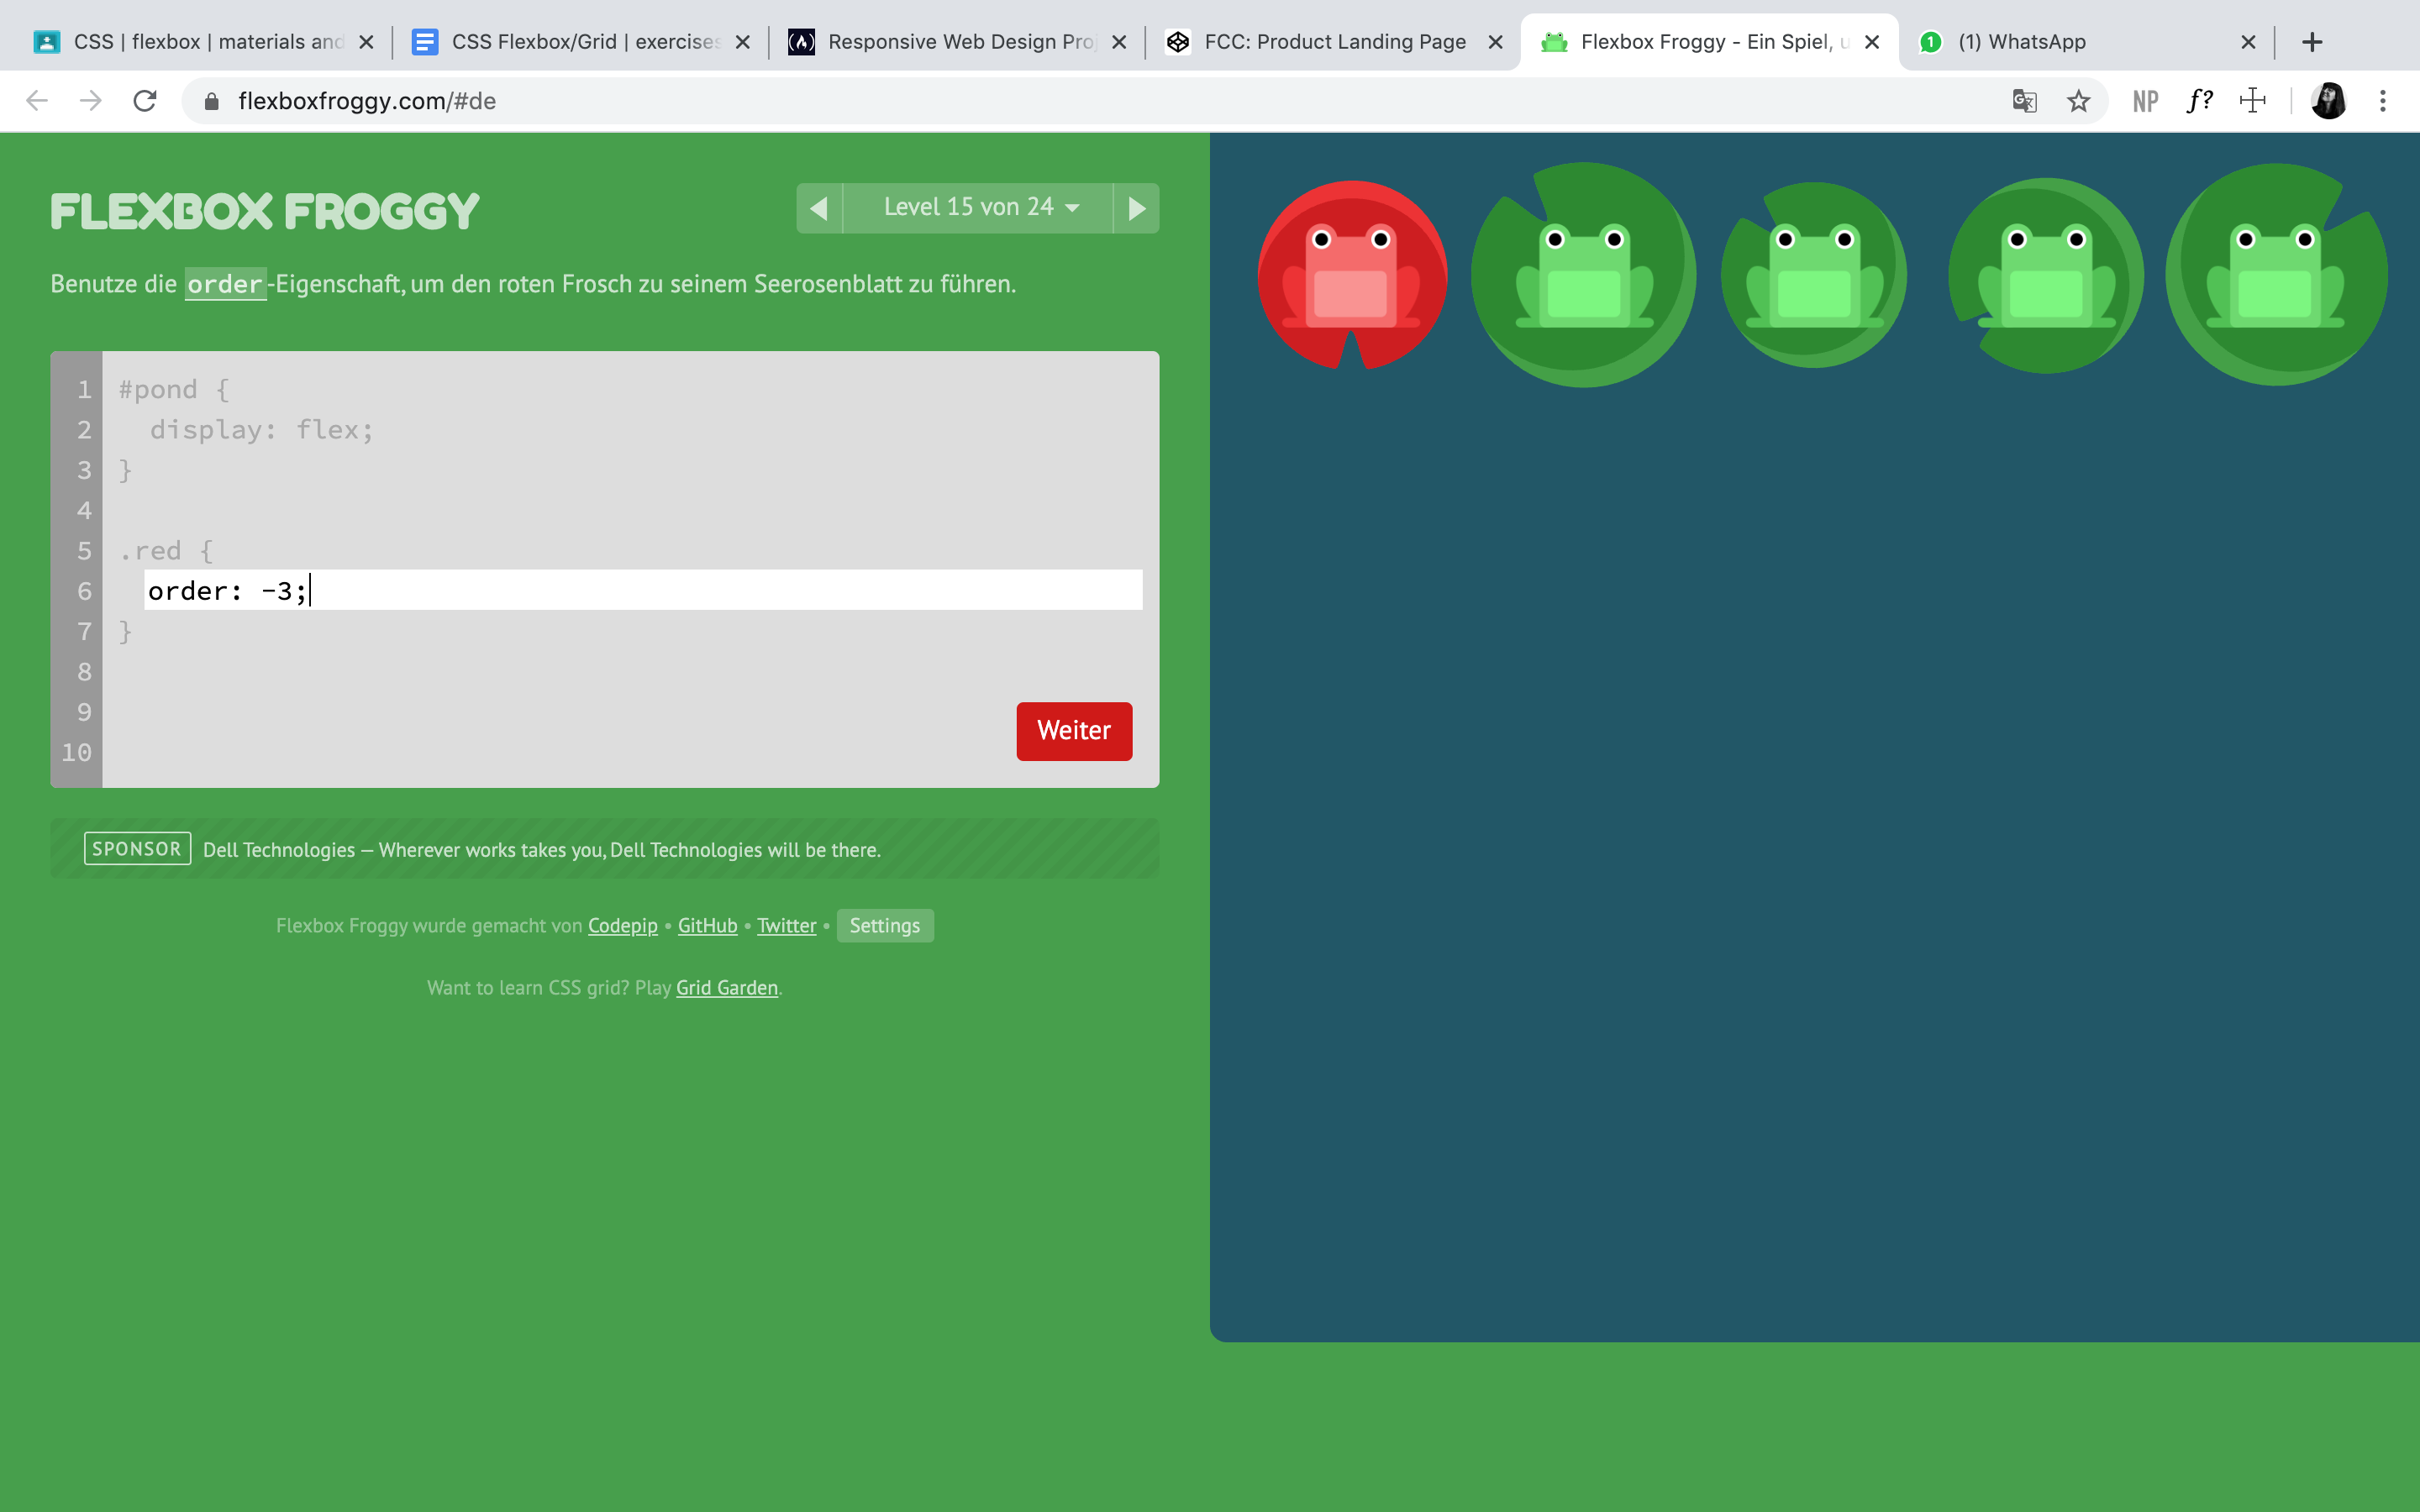 CSS | flexbox | materials and
CSS Flexbox/Grid | exercises
Responsive Web Design Proj
FCC: Product Landing Page
Flexbox Froggy - Ein Spiel, u
1
(1) WhatsApp
flexboxfroggy.com/#de
NP
f?
FLEXBOX FROGGY
Level 15 von 24
Benutze die order-Eigenschaft, um den roten Frosch zu seinem Seerosenblatt zu führen.
1 #pond {
2 display: flex;
3 }
4
5 .red {
6 order: -3;
7 }
8
9
10
Weiter
SPONSOR Dell Technologies — Wherever works takes you, Dell Technologies will be there.
Flexbox Froggy wurde gemacht von Codepip • GitHub • Twitter • Settings
Want to learn CSS grid? Play Grid Garden.